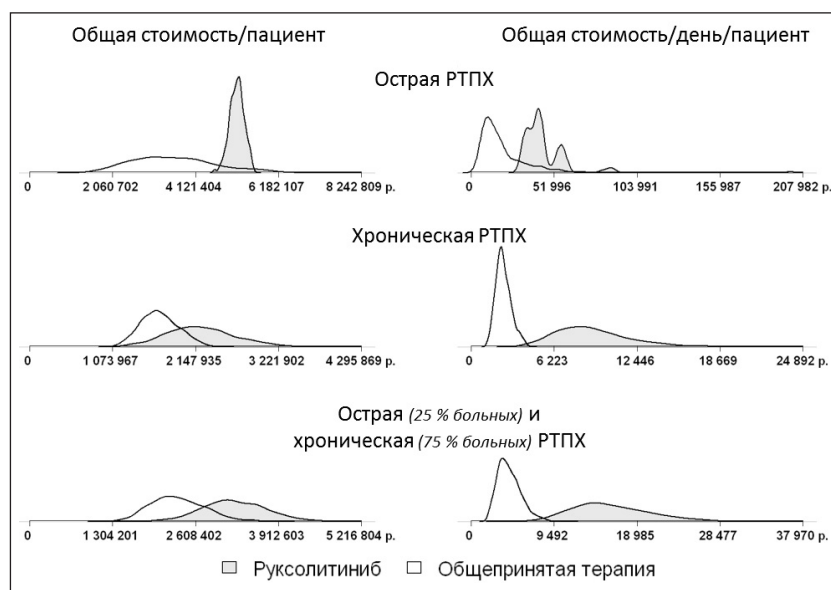 Общая стоимость/пациент
Общая стоимость/день/пациент
Острая РТПХ
0 2 060 702 4 121 404 6 182 107 8 242 809 р.
0 51 996 103 991 155 987 207 982 р.
Хроническая РТПХ
0 1 073 967 2 147 935 3 221 902 4 295 869 р.
0 6 223 12 446 18 669 24 892 р.
Острая (25 % больных) и
хроническая (75 % больных) РТПХ
0 1 304 201 2 608 402 3 912 603 5 216 804 р.
0 9 492 18 985 28 477 37 970 р.
Руксолитиниб Общепринятая терапия